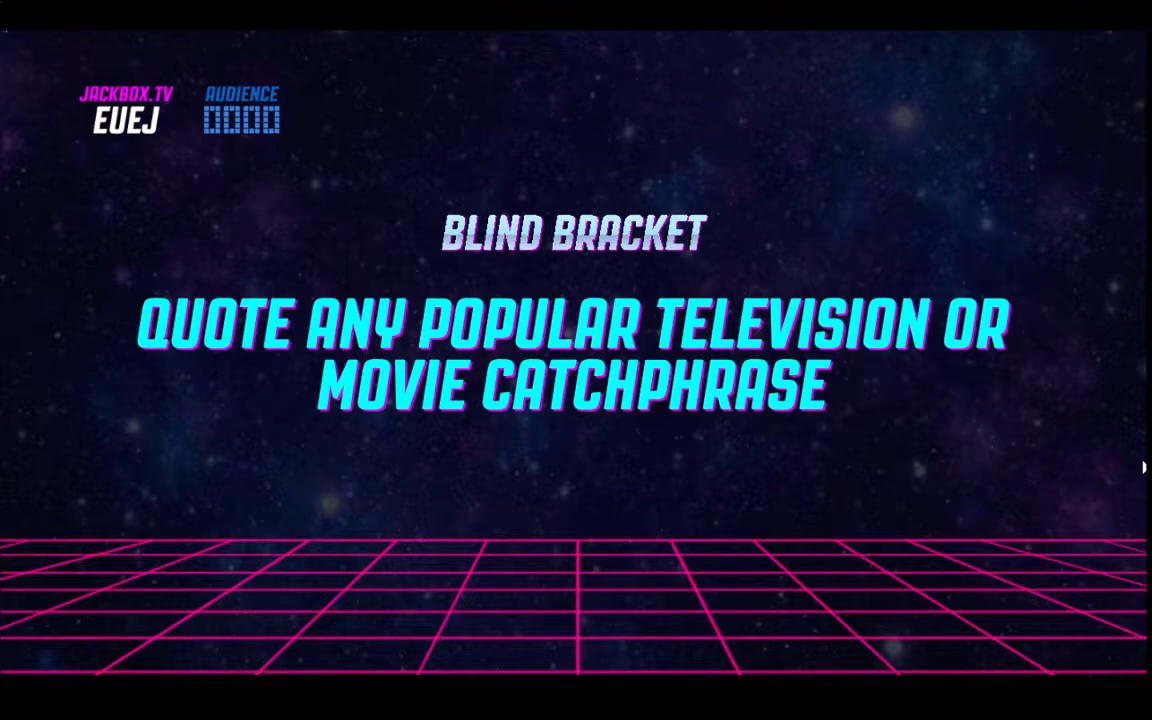 JACKBOX.TV
EUEJ
AUDIENCE
0000
BLIND BRACKET
QUOTE ANY POPULAR TELEVISION OR
MOVIE CATCHPHRASE